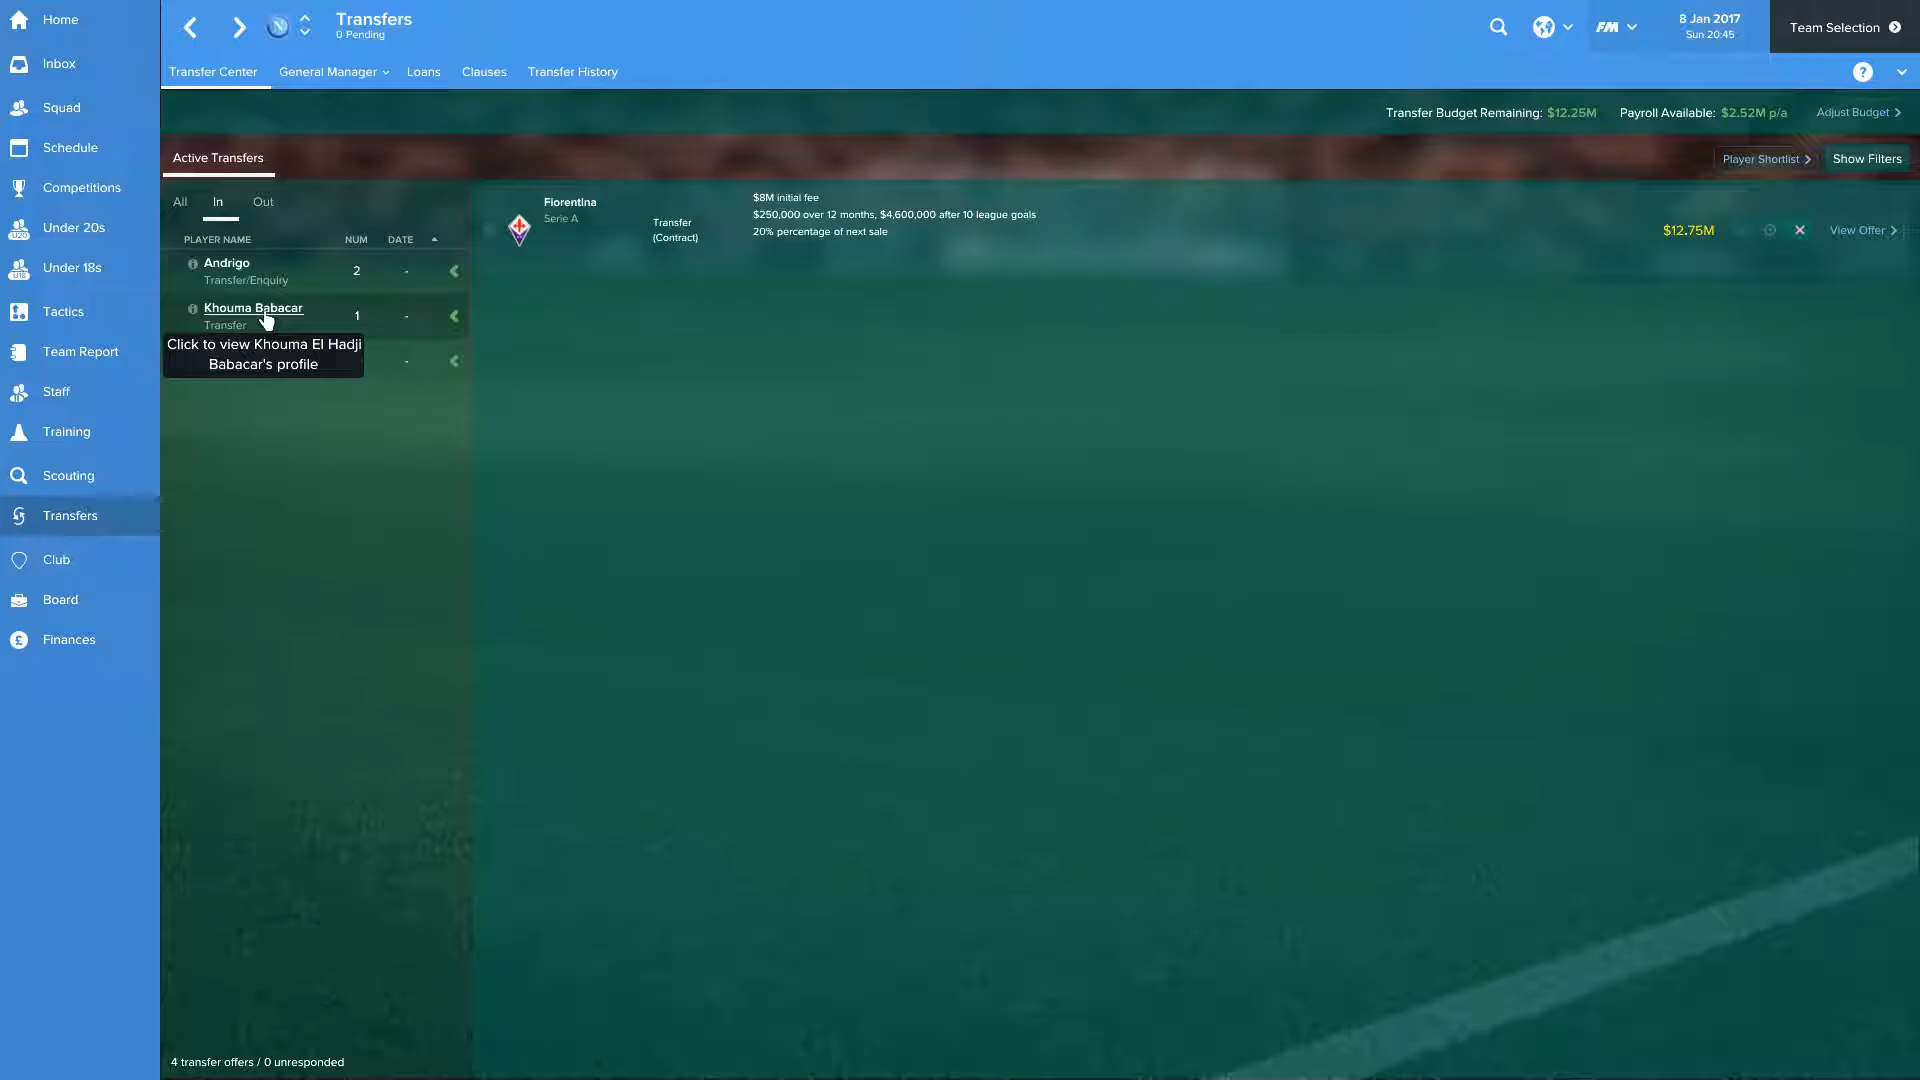 Home
Inbox
Squad
Schedule
Competitions
Under 20s
Under 18s
Tactics
Team Report
Staff
Training
Scouting
Transfers
Club
Board
Finances
Transfers
0 Pending
FM
8 Jan 2017
Sun 20:45
Team Selection
Transfer Center
General Manager
Loans
Clauses
Transfer History
?
Transfer Budget Remaining: $12.25M
Payroll Available: $2.52M p/a
Adjust Budget >
Active Transfers
Player Shortlist >
Show Filters
All
In
Out
PLAYER NAME
NUM
DATE
Andrigo
Transfer/Enquiry
2
-
Khouma Babacar
Transfer
1
-
Click to view Khouma El Hadji
Babacar's profile
-
Fiorentina
Serie A
Transfer
(Contract)
$8M initial fee
$250,000 over 12 months, $4,600,000 after 10 league goals
20% percentage of next sale
$12.75M
View Offer >
4 transfer offers / 0 unresponded